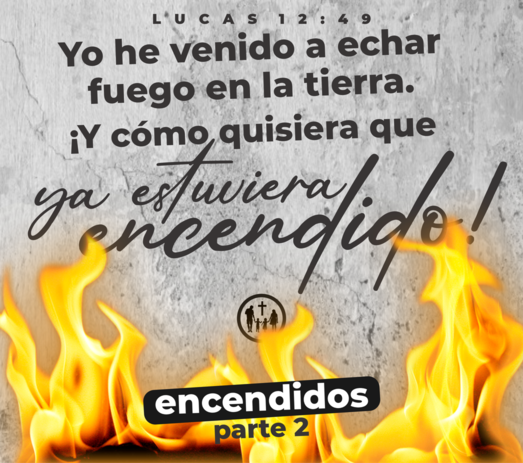 LUCAS 12:49
Yo he venido a echar
fuego en la tierra.
¡Y cómo quisiera que
ya estuviera
encendido!
encendidos
parte 2